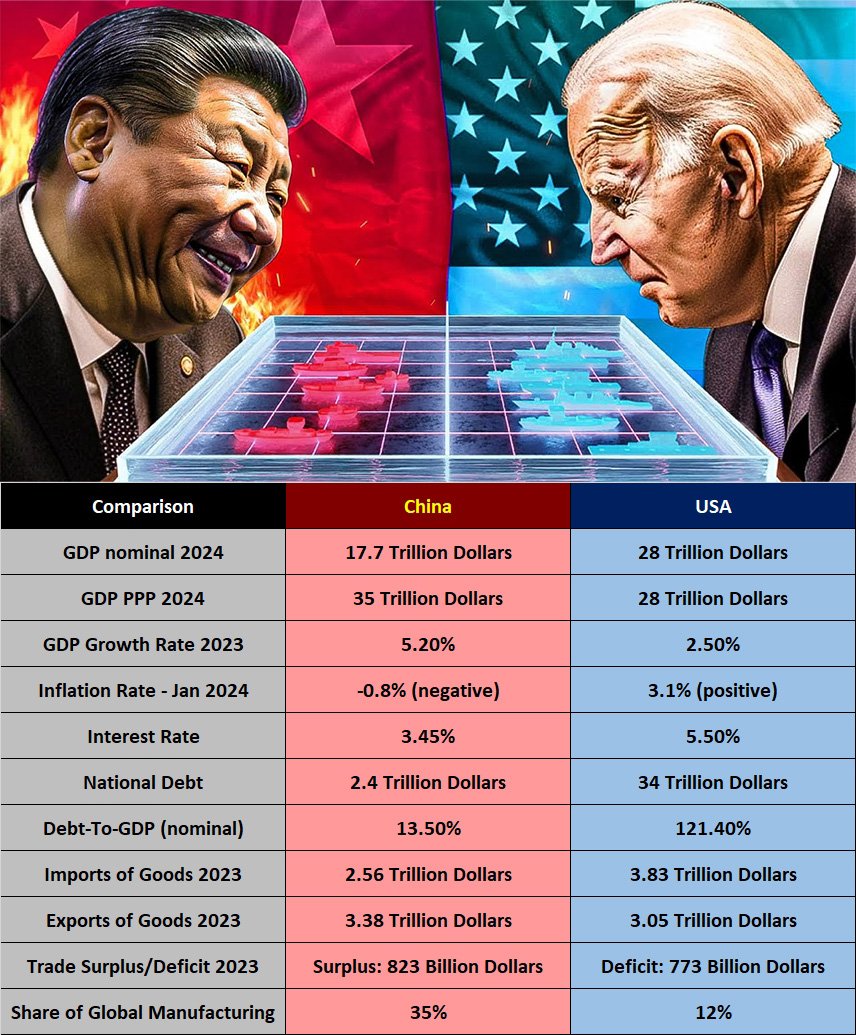 Comparison China USA
GDP nominal 2024 17.7 Trillion Dollars 28 Trillion Dollars
GDP PPP 2024 35 Trillion Dollars 28 Trillion Dollars
GDP Growth Rate 2023 5.20% 2.50%
Inflation Rate - Jan 2024 -0.8% (negative) 3.1% (positive)
Interest Rate 3.45% 5.50%
National Debt 2.4 Trillion Dollars 34 Trillion Dollars
Debt-To-GDP (nominal) 13.50% 121.40%
Imports of Goods 2023 2.56 Trillion Dollars 3.83 Trillion Dollars
Exports of Goods 2023 3.38 Trillion Dollars 3.05 Trillion Dollars
Trade Surplus/Deficit 2023 Surplus: 823 Billion Dollars Deficit: 773 Billion Dollars
Share of Global Manufacturing 35% 12%